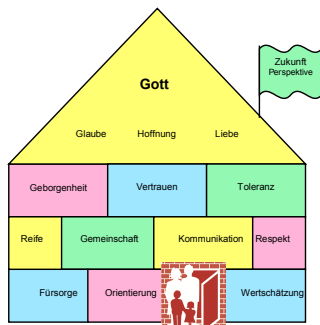 Zukunft
Perspektive
Gott
Glaube Hoffnung Liebe
Geborgenheit Vertrauen Toleranz
Reife Gemeinschaft Kommunikation Respekt
Fürsorge Orientierung Wertschätzung